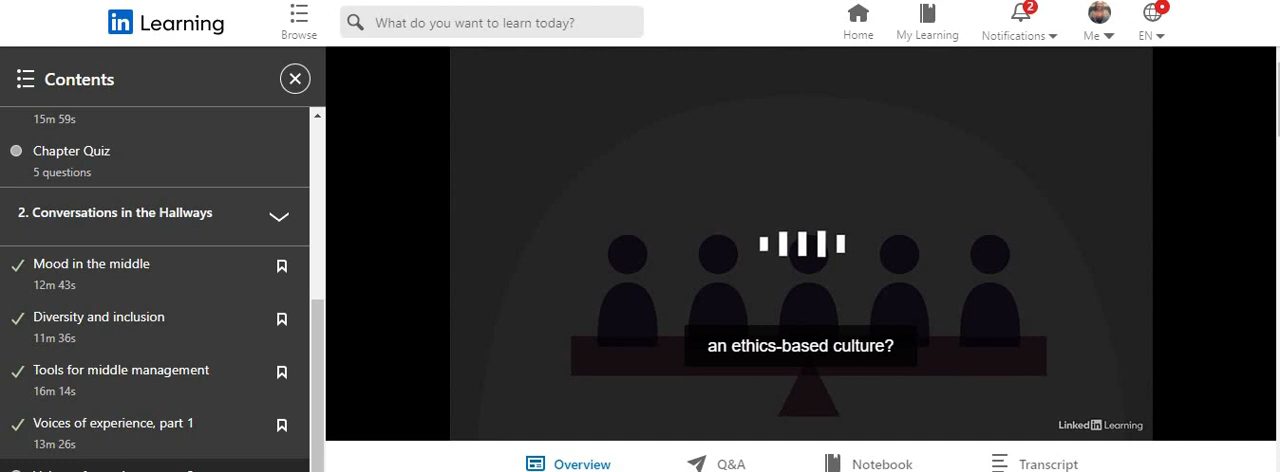 in Learning
Browse
What do you want to learn today?
Home
My Learning
2
Notifications
Me
EN
Contents
15m 59s
Chapter Quiz
5 questions
2. Conversations in the Hallways
Mood in the middle
12m 43s
Diversity and inclusion
11m 36s
Tools for middle management
16m 14s
Voices of experience, part 1
13m 26s
an ethics-based culture?
Linked in Learning
Overview
Q&A
Notebook
Transcript